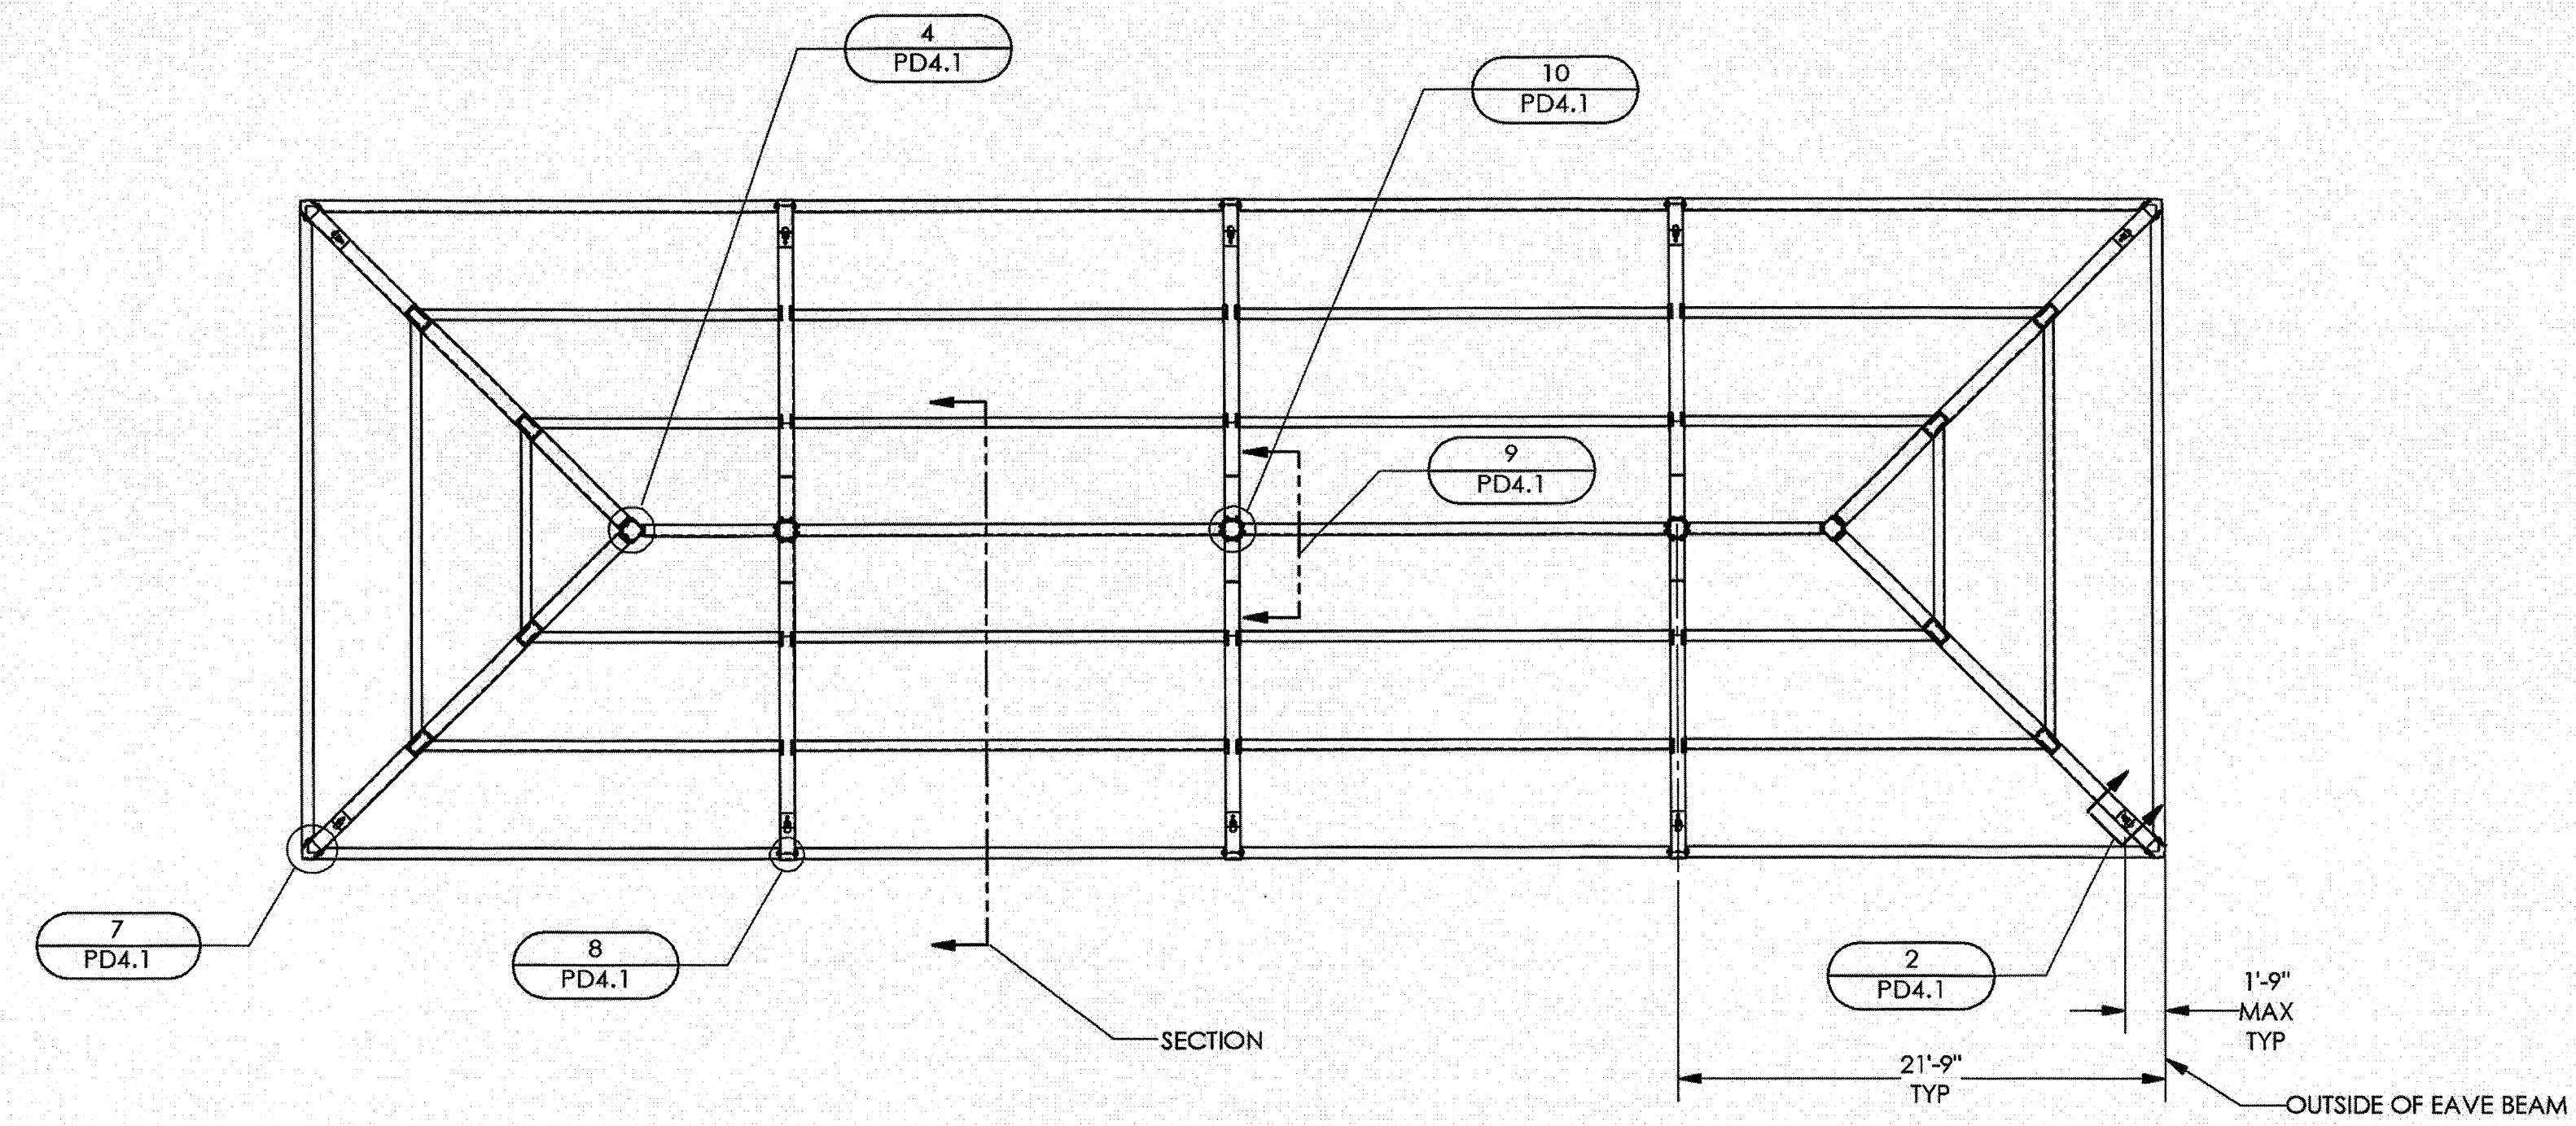 4
PD4.1
10
PD4.1
9
PD4.1
7
PD4.1
8
PD4.1
2
PD4.1
1'-9"
MAX
TYP
SECTION
21'-9"
TYP
OUTSIDE OF EAVE BEAM